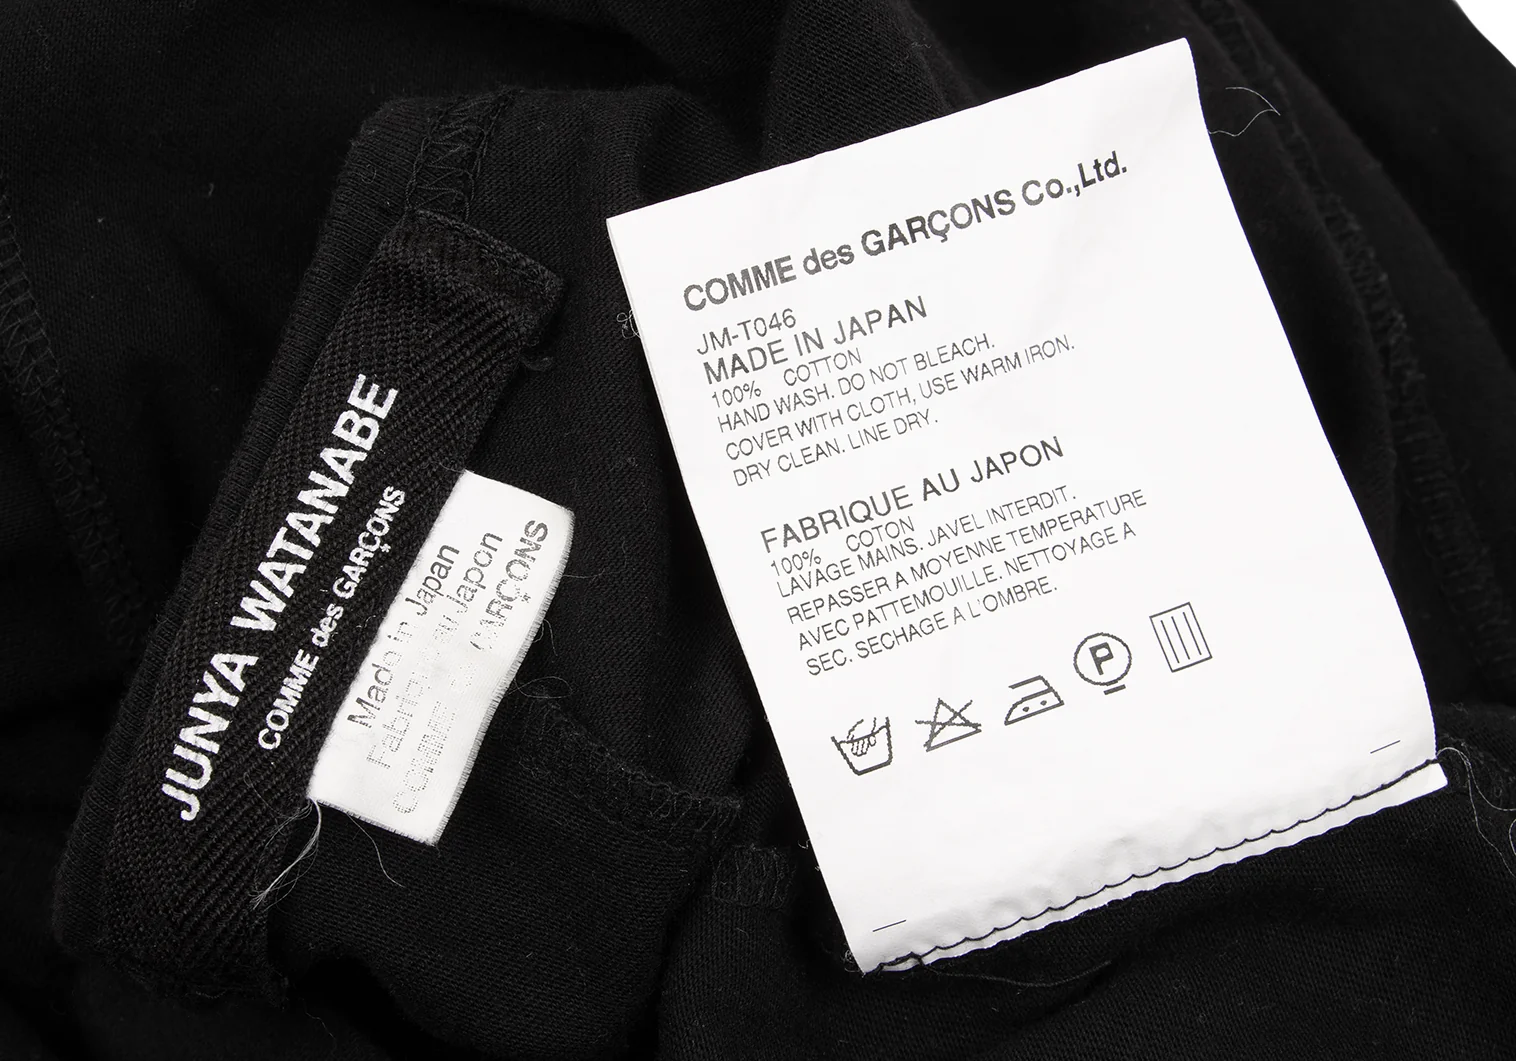 JUNYA WATANABE
COMME des GARÇONS
Made in Japan
Japon
GARÇONS
COMME des GARÇONS Co.,Ltd.
JM-T046
MADE IN JAPAN
100% COTTON
HAND WASH. DO NOT BLEACH.
COVER WITH CLOTH, USE WARM IRON.
DRY CLEAN. LINE DRY.
FABRIQUE AU JAPON
100% COTON
LAVAGE MAINS. JAVEL INTERDIT.
REPASSER A MOYENNE TEMPERATURE
AVEC PATTEMOUILLE. NETTOYAGE A
SEC. SECHAGE A L'OMBRE.
P